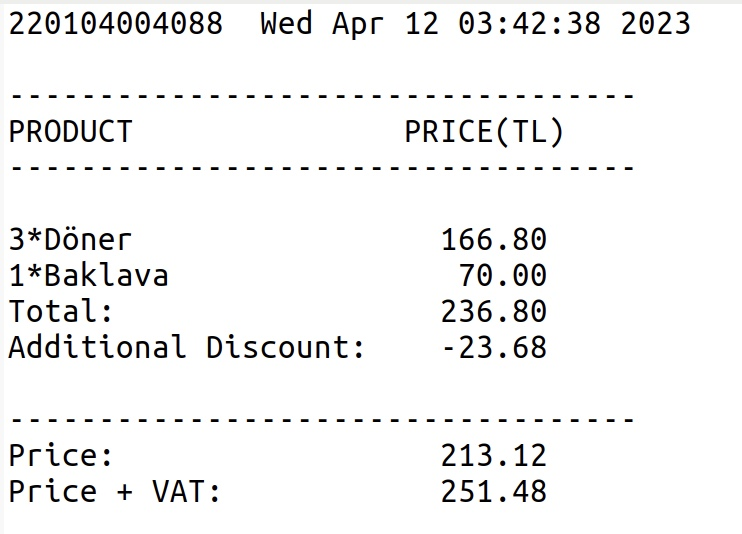 220104004088  Wed Apr 12 03:42:38 2023
-----------------------------------
PRODUCT               PRICE(TL)
-----------------------------------
3*Döner                 166.80
1*Baklava                70.00
Total:                  236.80
Additional Discount:    -23.68
-----------------------------------
Price:                  213.12
Price + VAT:            251.48